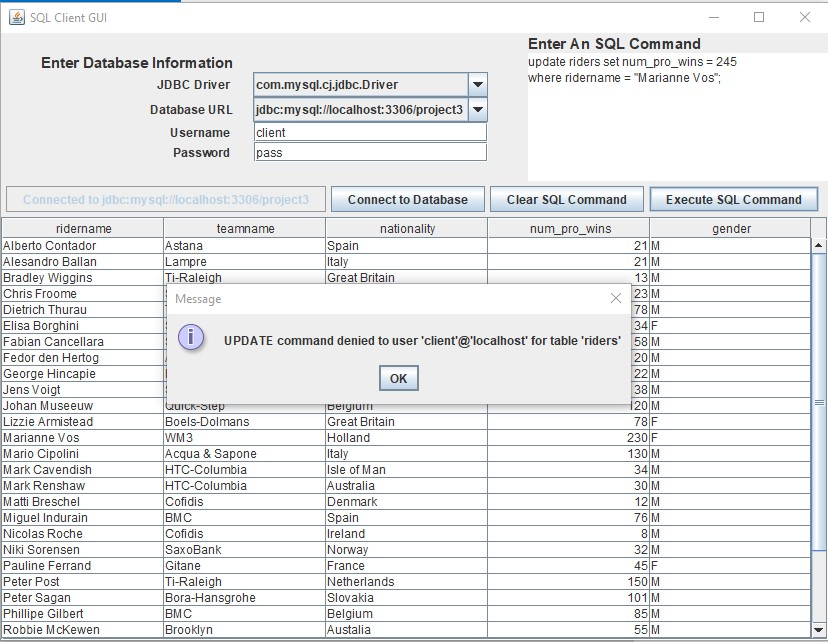 SQL Client GUI
Enter Database Information
JDBC Driver com.mysql.cj.jdbc.Driver
Database URL jdbc:mysql://localhost:3306/project3
Username client
Password pass
Enter An SQL Command
update riders set num_pro_wins = 245
where ridername = "Marianne Vos";
Connected to jdbc:mysql://localhost:3306/project3 Connect to Database Clear SQL Command Execute SQL Command
ridername teamname nationality num_pro_wins gender
Alberto Contador Astana Spain 21 M
Alesandro Ballan Lampre Italy 21 M
Bradley Wiggins Ti-Raleigh Great Britain 13 M
Chris Froome 23 M
Dietrich Thurau 78 M
Elisa Borghini 34 F
Fabian Cancellara 58 M
Fedor den Hertog 20 M
George Hincapie 22 M
Jens Voigt 38 M
Johan Museeuw Quick-Step Belgium 120 M
Message
UPDATE command denied to user 'client'@'localhost' for table 'riders'
OK
Lizzie Armistead Boels-Dolmans Great Britain 78 F
Marianne Vos WM3 Holland 230 F
Mario Cipolini Acqua & Sapone Italy 130 M
Mark Cavendish HTC-Columbia Isle of Man 34 M
Mark Renshaw HTC-Columbia Australia 30 M
Matti Breschel Cofidis Denmark 12 M
Miguel Indurain BMC Spain 76 M
Nicolas Roche Cofidis Ireland 8 M
Niki Sorensen SaxoBank Norway 32 M
Pauline Ferrand Gitane France 45 F
Peter Post Ti-Raleigh Netherlands 150 M
Peter Sagan Bora-Hansgrohe Slovakia 101 M
Phillipe Gilbert BMC Belgium 85 M
Robbie McKewen Brooklyn Austalia 55 M